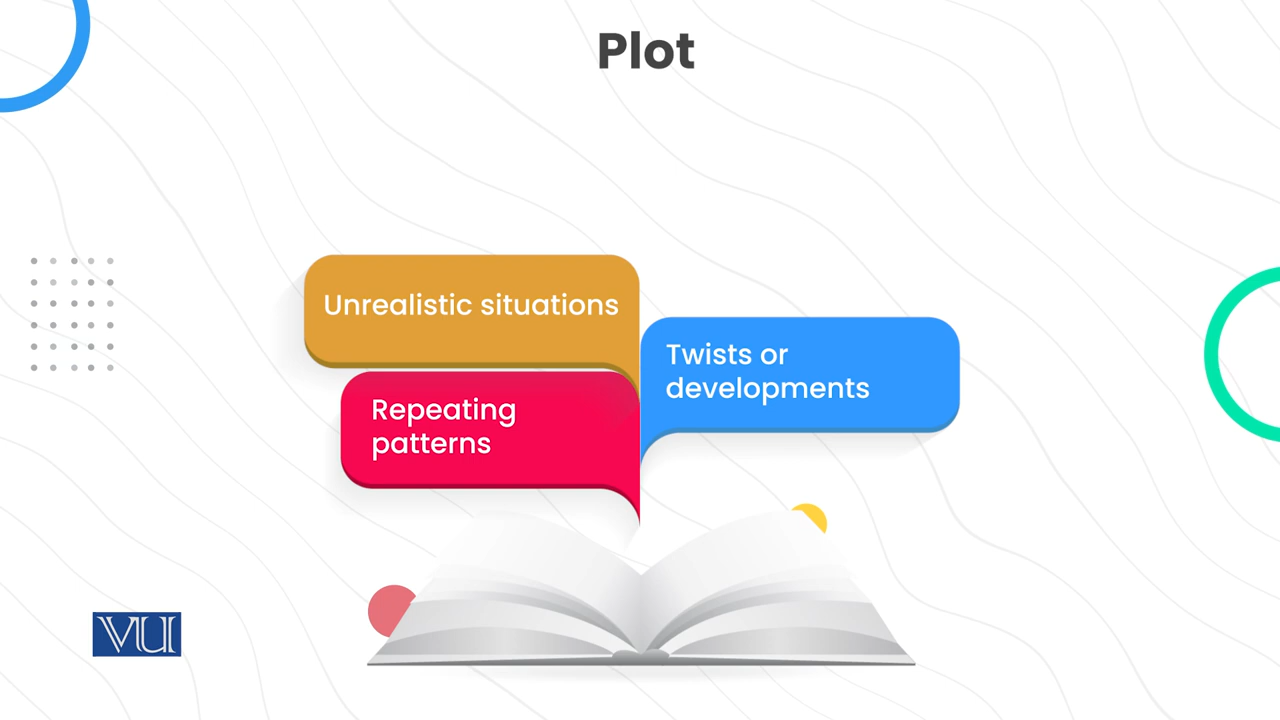 Plot
Unrealistic situations
Twists or
developments
Repeating
patterns
VU